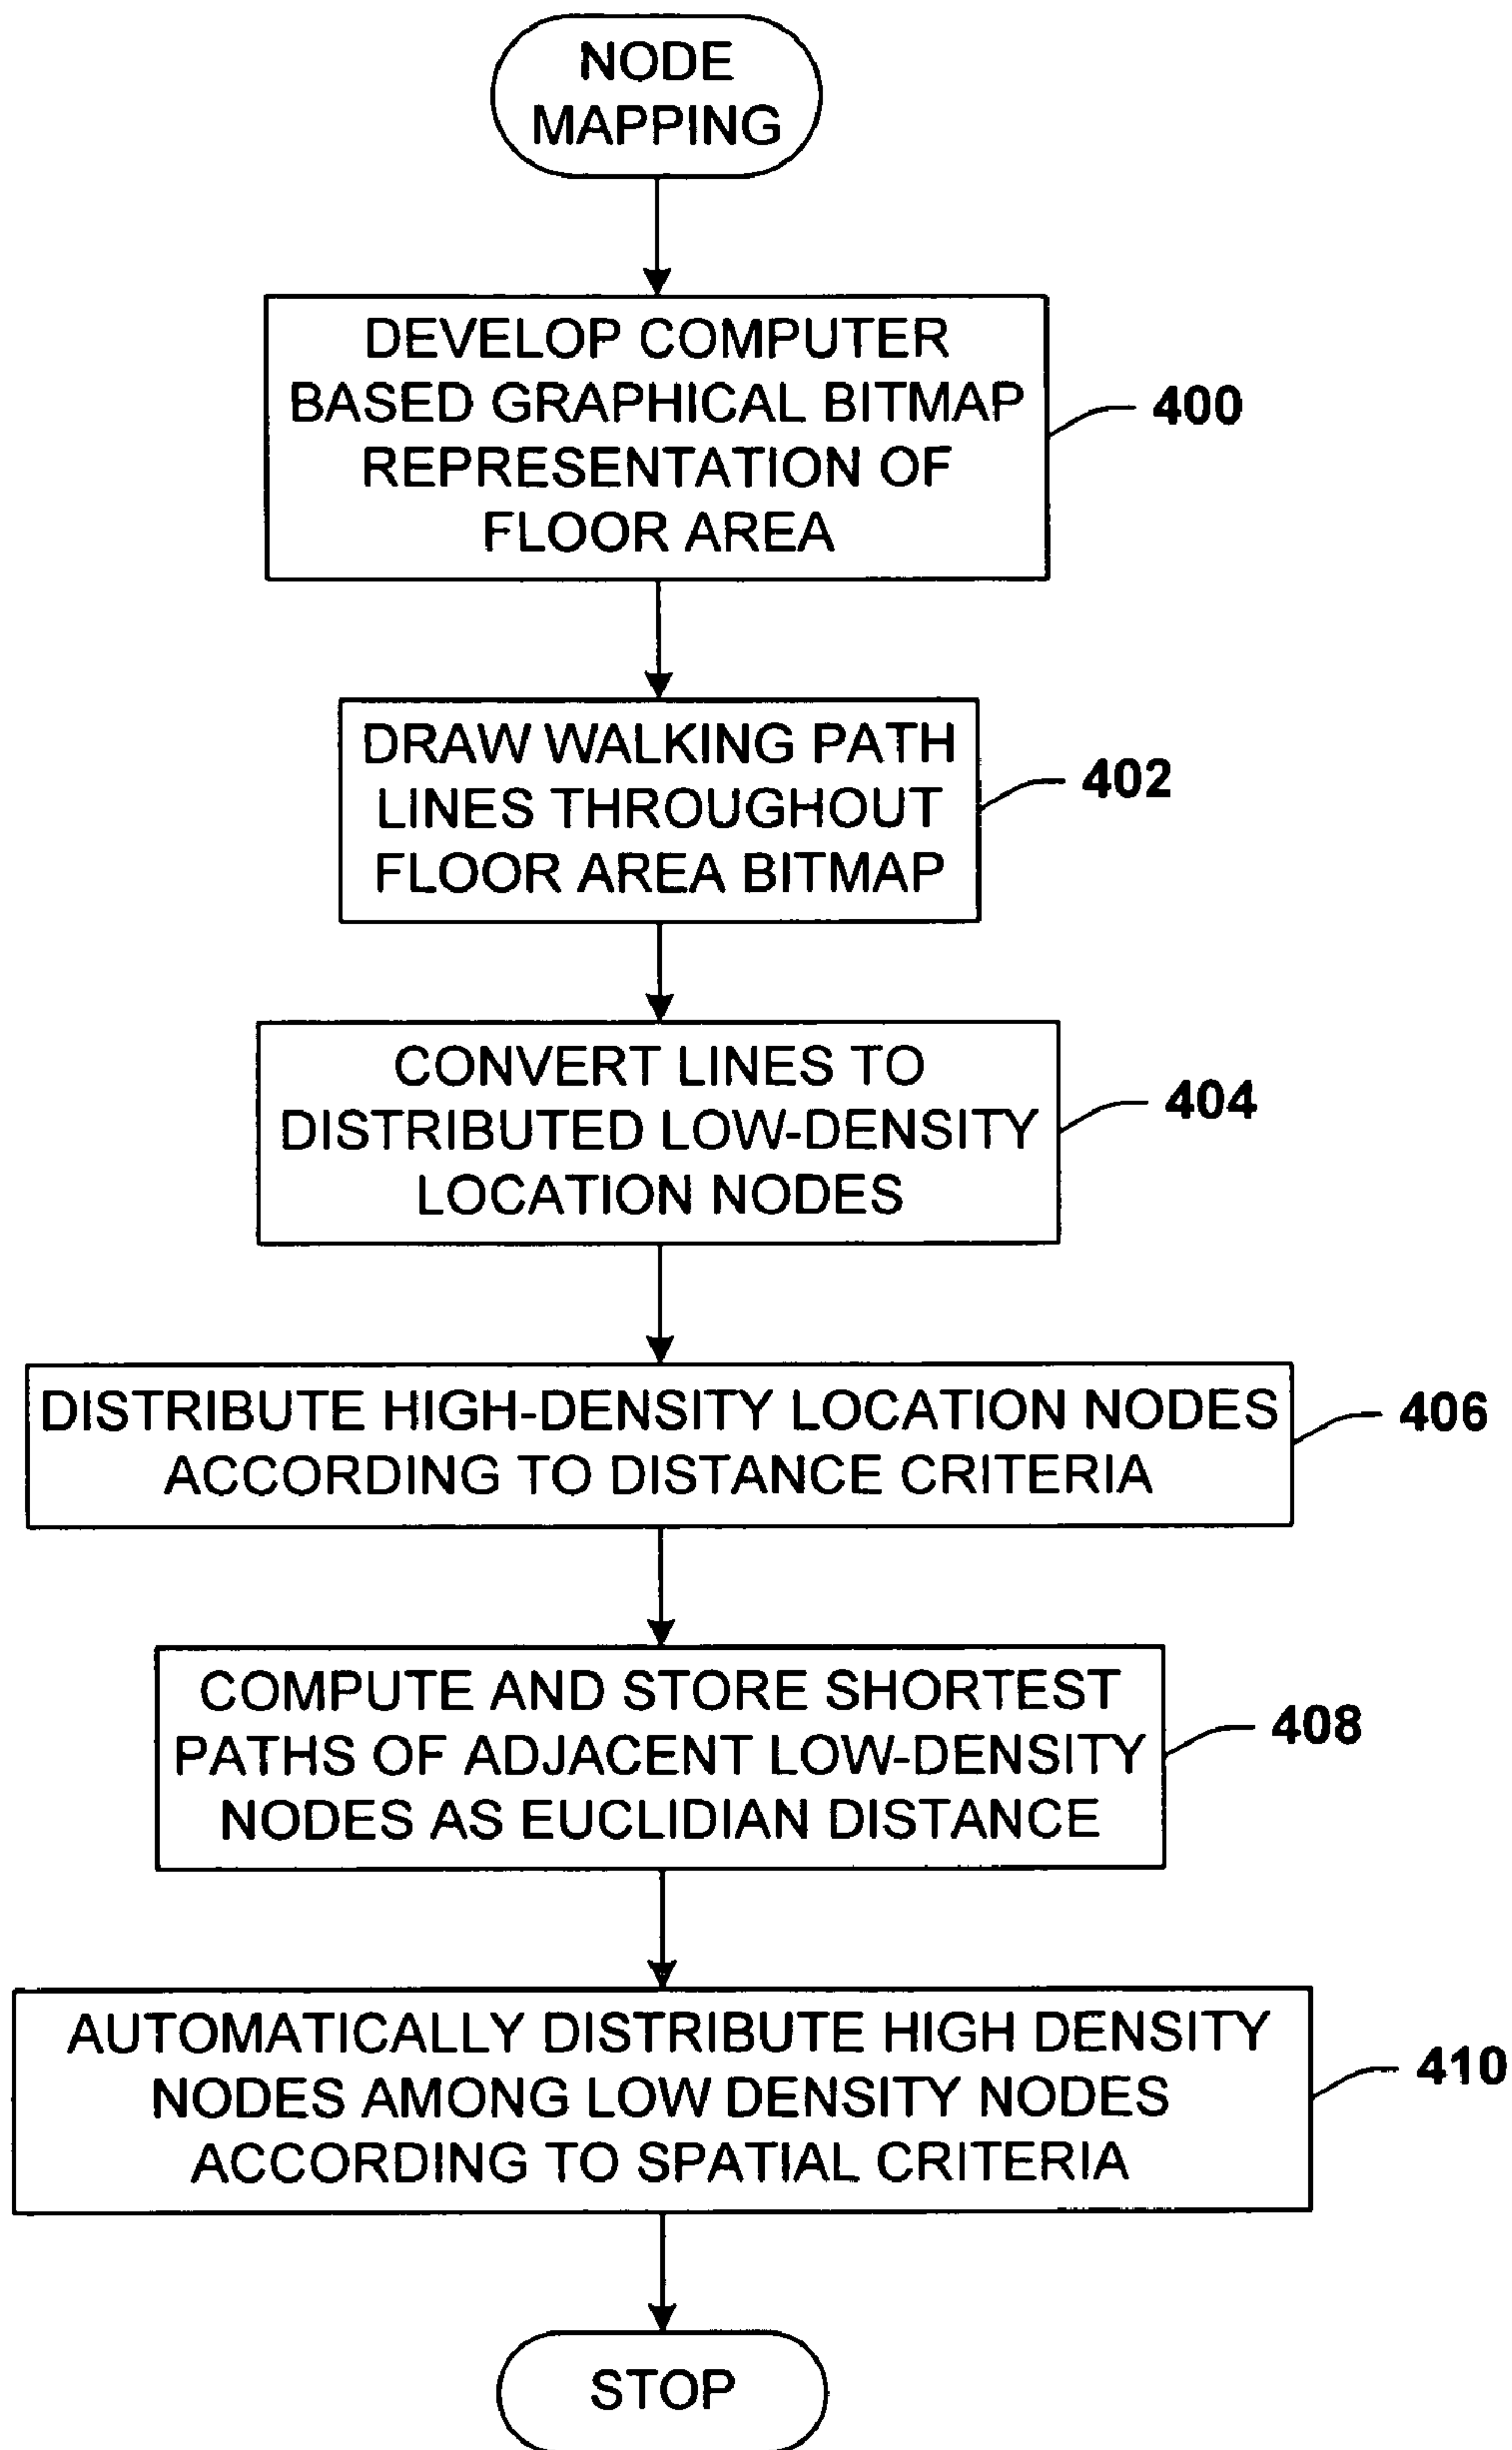 NODE
MAPPING
DEVELOP COMPUTER
BASED GRAPHICAL BITMAP
REPRESENTATION OF
FLOOR AREA
400
DRAW WALKING PATH
LINES THROUGHOUT
FLOOR AREA BITMAP
402
CONVERT LINES TO
DISTRIBUTED LOW-DENSITY
LOCATION NODES
404
DISTRIBUTE HIGH-DENSITY LOCATION NODES
ACCORDING TO DISTANCE CRITERIA
406
COMPUTE AND STORE SHORTEST
PATHS OF ADJACENT LOW-DENSITY
NODES AS EUCLIDIAN DISTANCE
408
AUTOMATICALLY DISTRIBUTE HIGH DENSITY
NODES AMONG LOW DENSITY NODES
ACCORDING TO SPATIAL CRITERIA
410
STOP